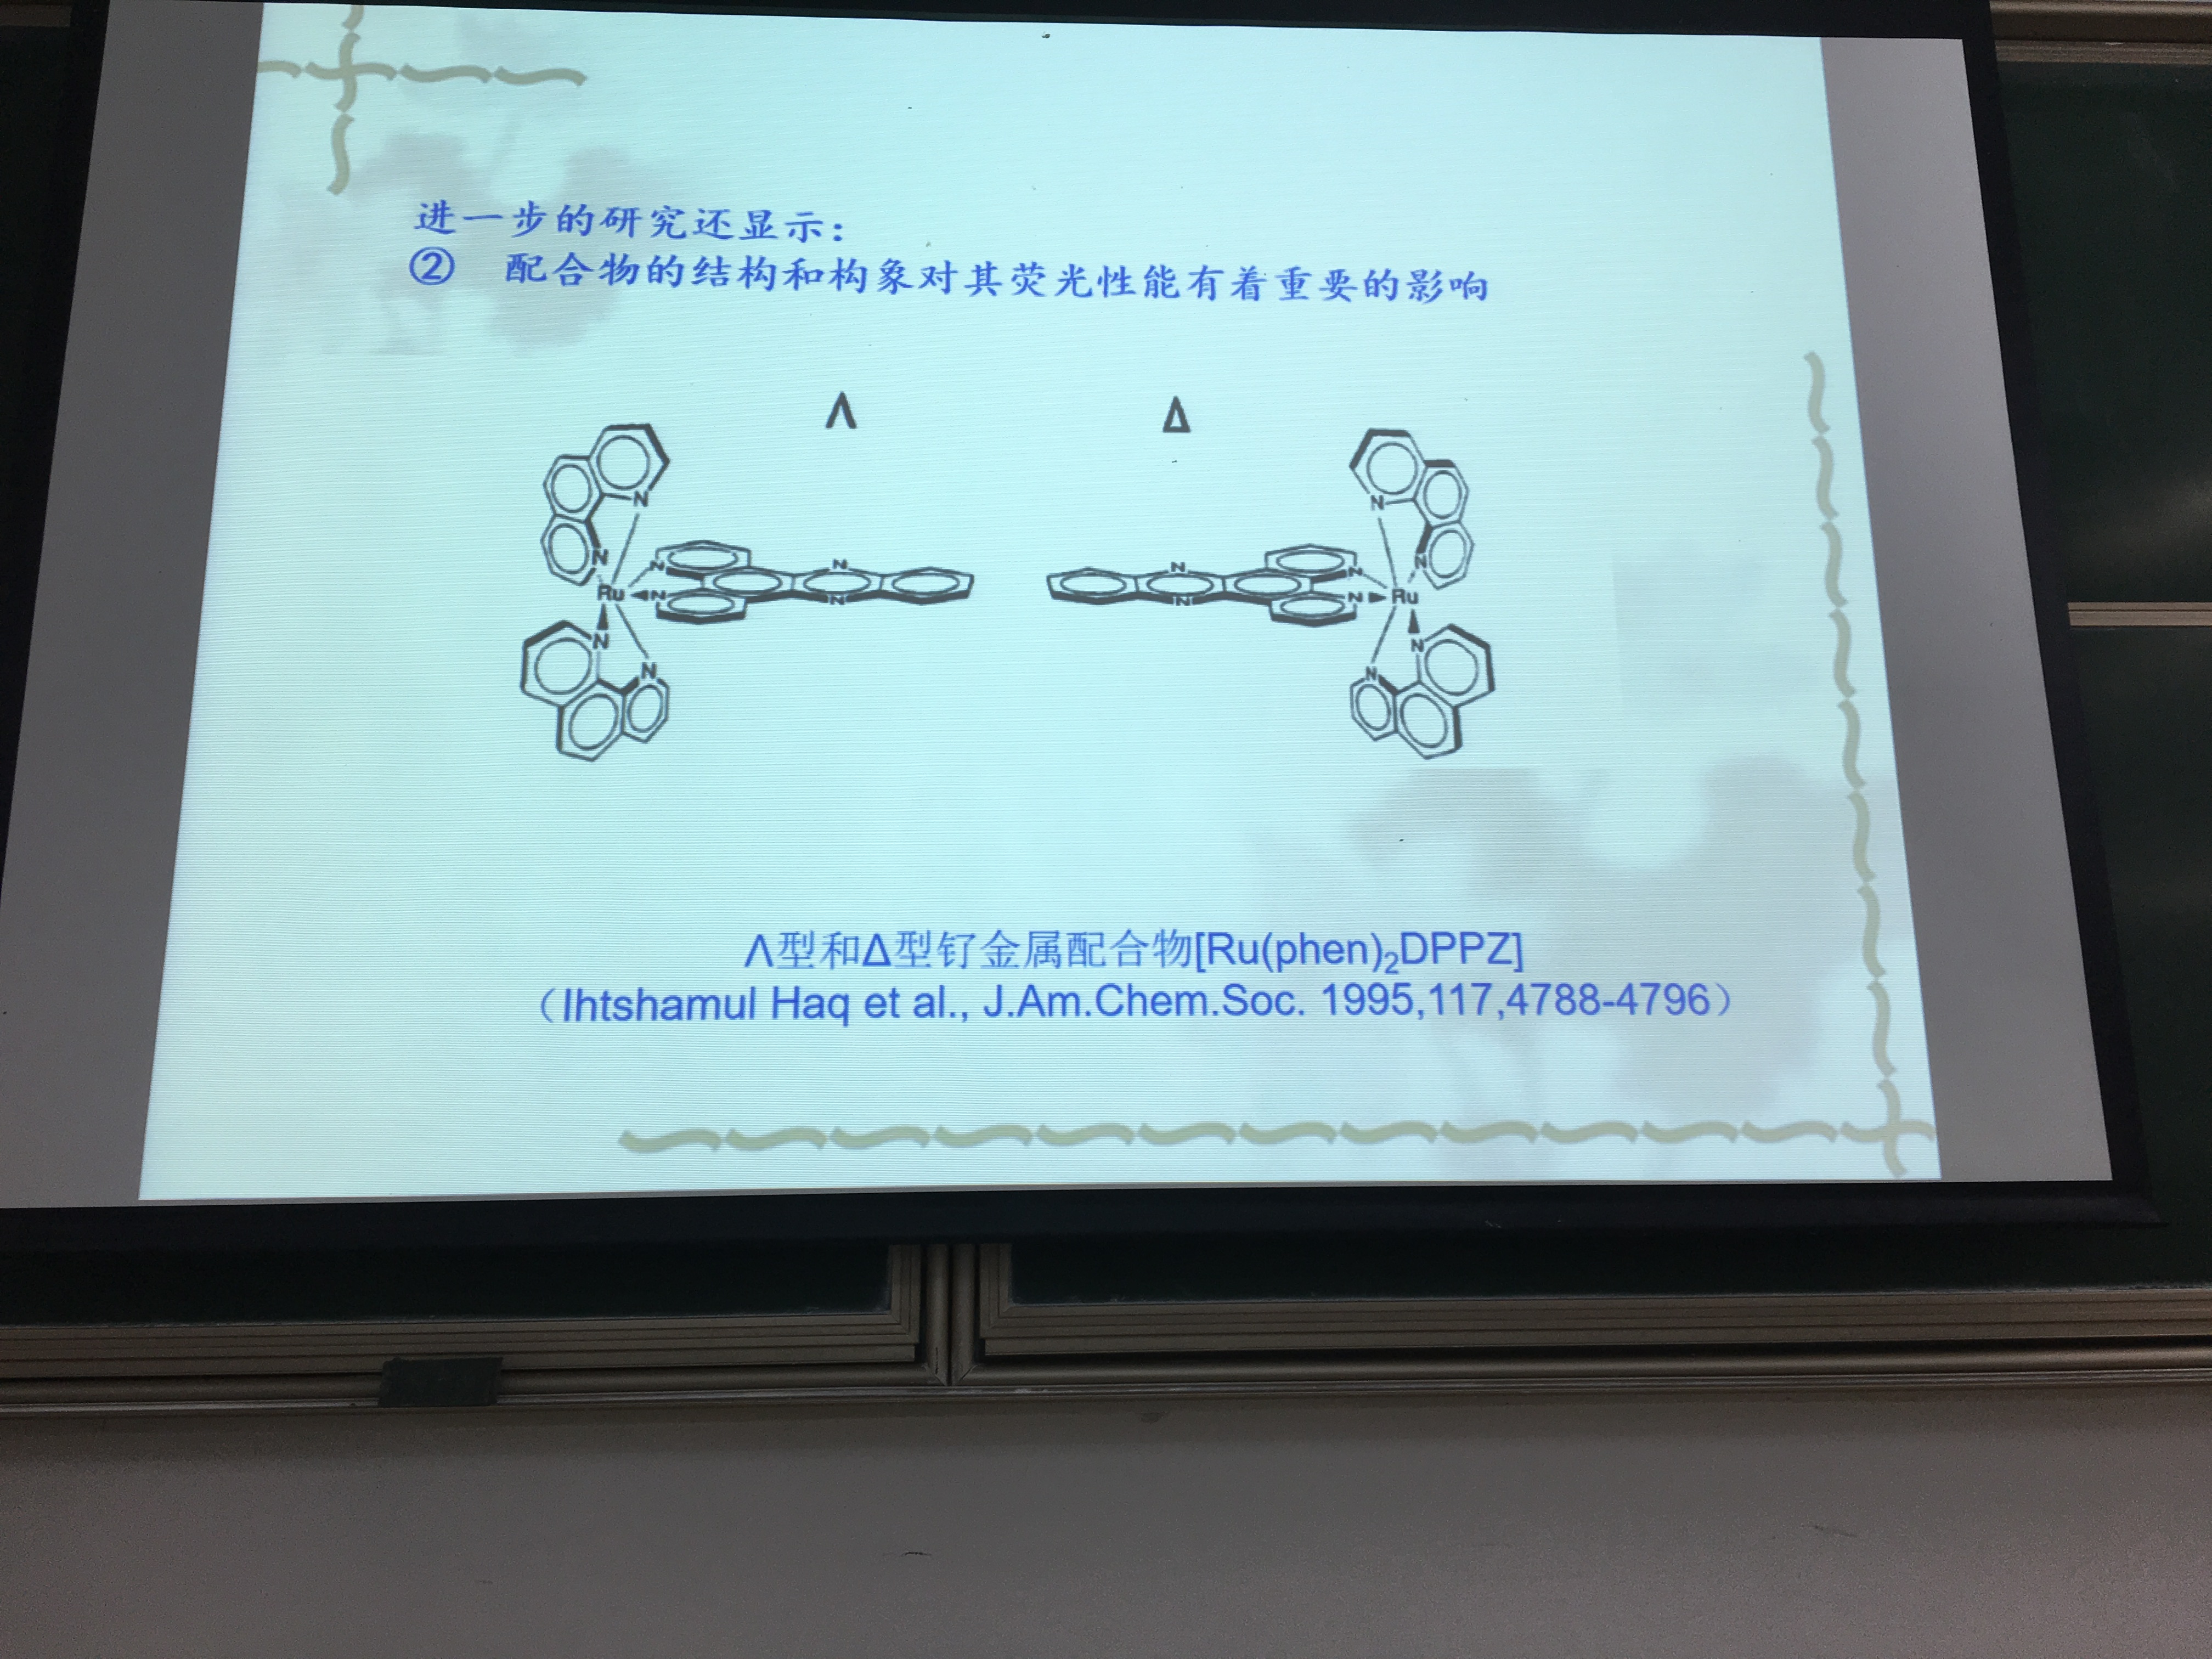 进一步的研究还显示：
② 配合物的结构和构象对其荧光性能有着重要的影响
Λ Δ
N
N N
N
Ru N N
N
N
N
N N
N
N N Ru
N
N
Λ型和Δ型钌金属配合物[Ru(phen)₂DPPZ]
（Ihtshamul Haq et al., J.Am.Chem.Soc. 1995,117,4788-4796）